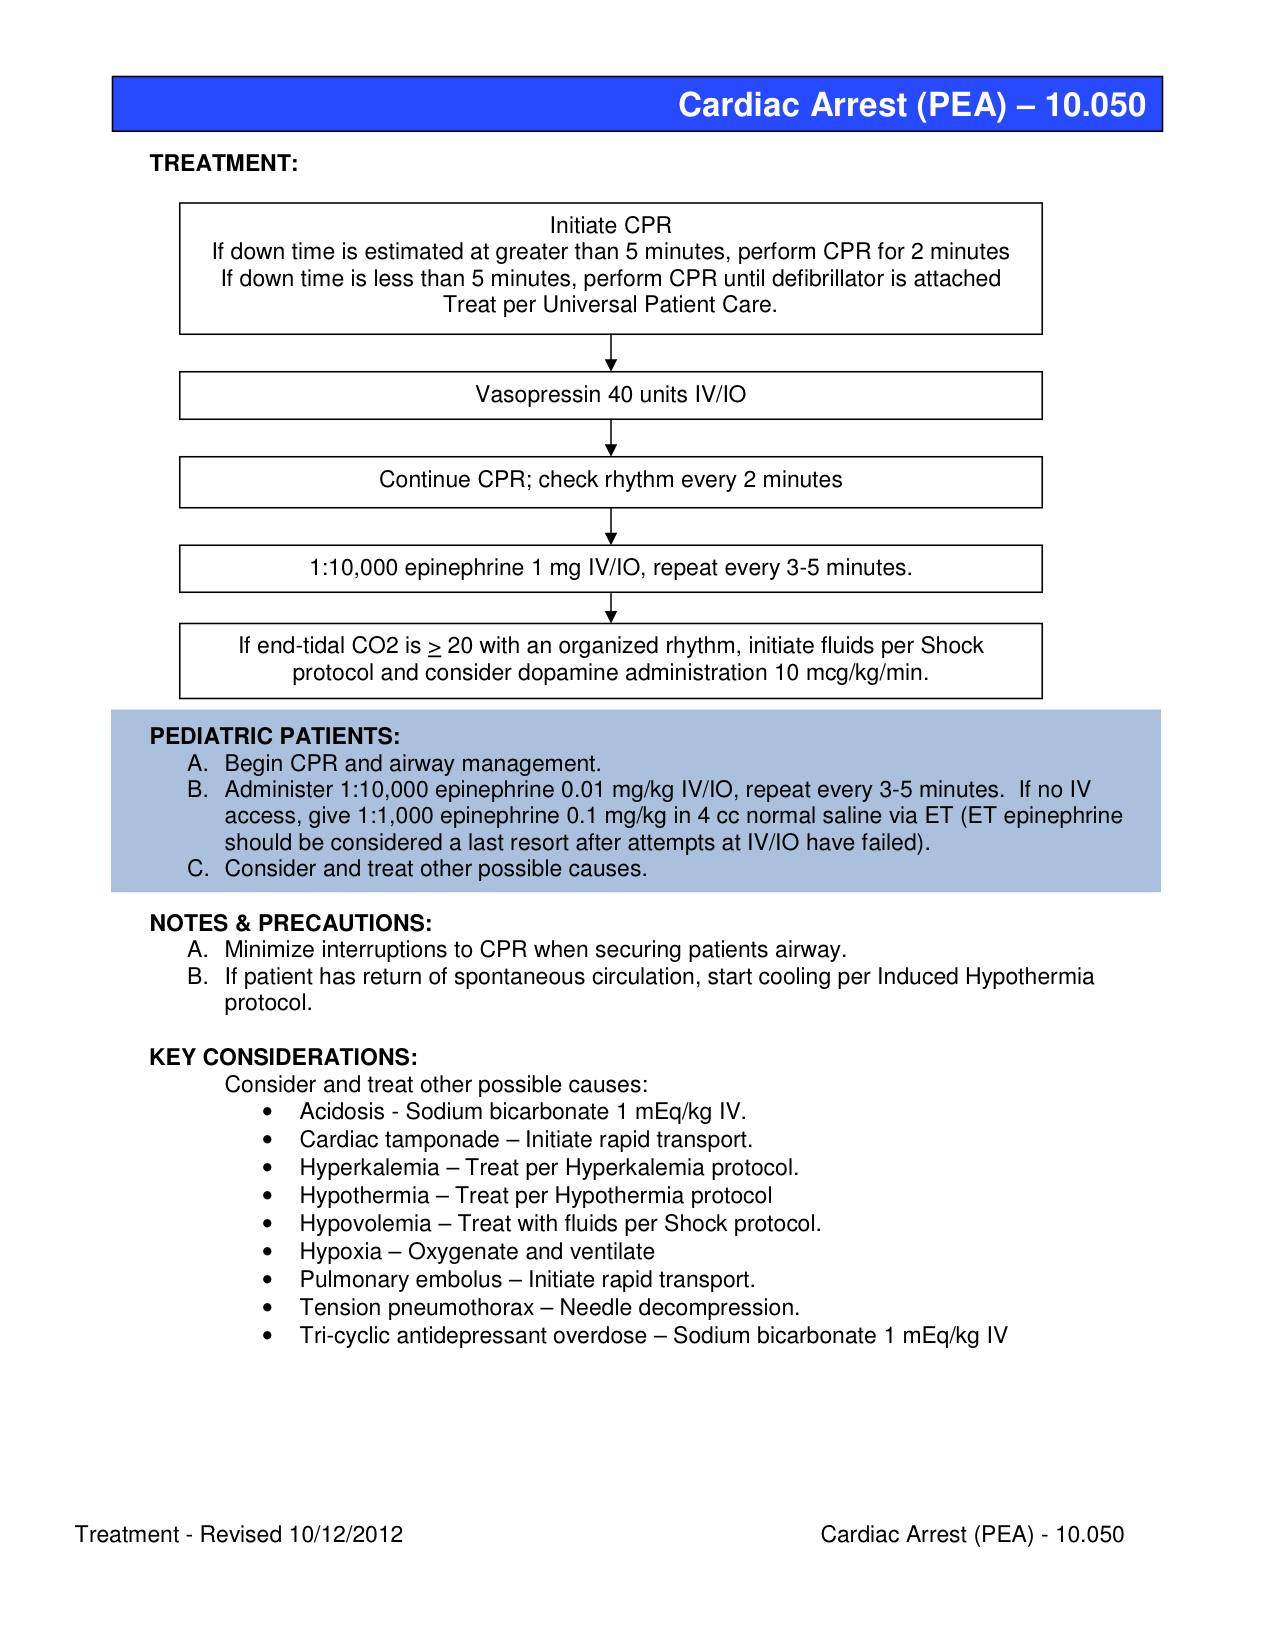 Cardiac Arrest (PEA) – 10.050
TREATMENT:
Initiate CPR
If down time is estimated at greater than 5 minutes, perform CPR for 2 minutes
If down time is less than 5 minutes, perform CPR until defibrillator is attached
Treat per Universal Patient Care.
Vasopressin 40 units IV/IO
Continue CPR; check rhythm every 2 minutes
1:10,000 epinephrine 1 mg IV/IO, repeat every 3-5 minutes.
If end-tidal CO2 is > 20 with an organized rhythm, initiate fluids per Shock
protocol and consider dopamine administration 10 mcg/kg/min.
PEDIATRIC PATIENTS:
A. Begin CPR and airway management.
B. Administer 1:10,000 epinephrine 0.01 mg/kg IV/IO, repeat every 3-5 minutes. If no IV
access, give 1:1,000 epinephrine 0.1 mg/kg in 4 cc normal saline via ET (ET epinephrine
should be considered a last resort after attempts at IV/IO have failed).
C. Consider and treat other possible causes.
NOTES & PRECAUTIONS:
A. Minimize interruptions to CPR when securing patients airway.
B. If patient has return of spontaneous circulation, start cooling per Induced Hypothermia
protocol.
KEY CONSIDERATIONS:
Consider and treat other possible causes:
• Acidosis - Sodium bicarbonate 1 mEq/kg IV.
• Cardiac tamponade – Initiate rapid transport.
• Hyperkalemia – Treat per Hyperkalemia protocol.
• Hypothermia – Treat per Hypothermia protocol
• Hypovolemia – Treat with fluids per Shock protocol.
• Hypoxia – Oxygenate and ventilate
• Pulmonary embolus – Initiate rapid transport.
• Tension pneumothorax – Needle decompression.
• Tri-cyclic antidepressant overdose – Sodium bicarbonate 1 mEq/kg IV
Treatment - Revised 10/12/2012 Cardiac Arrest (PEA) - 10.050